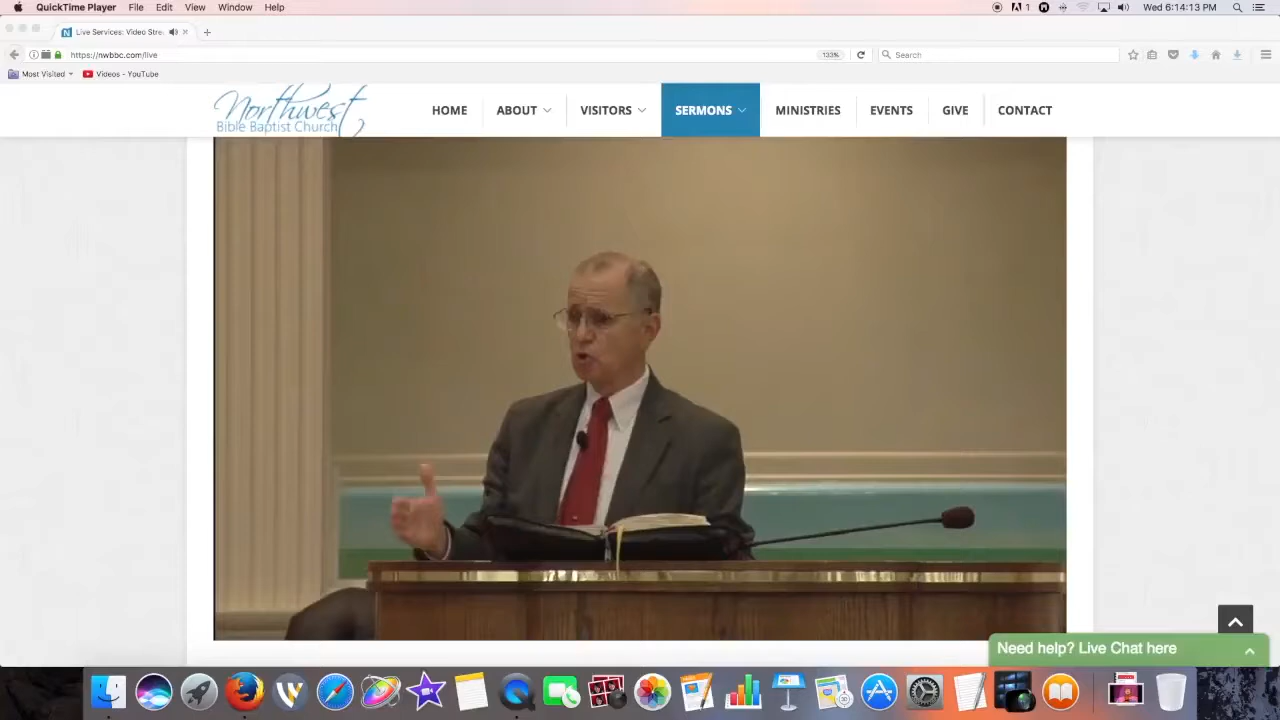 QuickTime Player File Edit View Window Help 1 Wed 6:14:13 PM
Live Services: Video Stre
https://nwbbc.com/live 133% Search
Most Visited Videos - YouTube
Northwest
Bible Baptist Church
HOME ABOUT VISITORS SERMONS MINISTRIES EVENTS GIVE CONTACT
Need help? Live Chat here